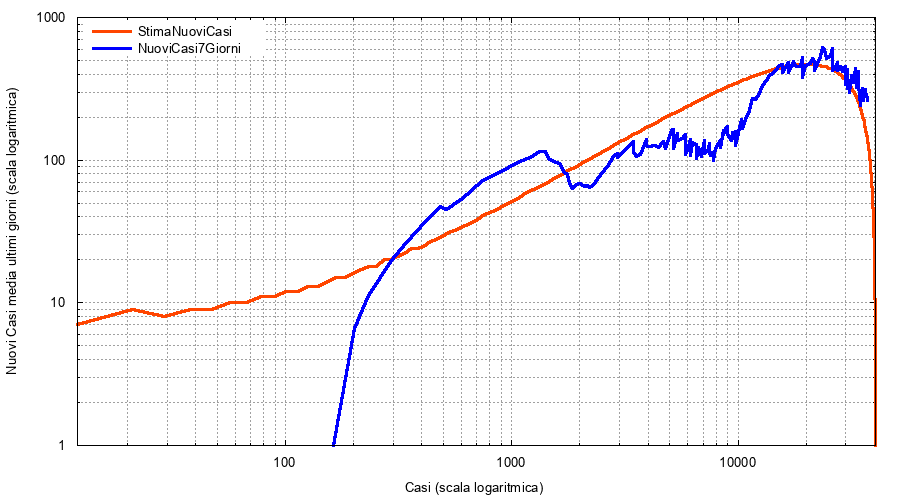 1000
StimaNuoviCasi
NuoviCasi7Giorni
100
10
1
Nuovi Casi media ultimi giorni (scala logaritmica)
100
1000
10000
Casi (scala logaritmica)